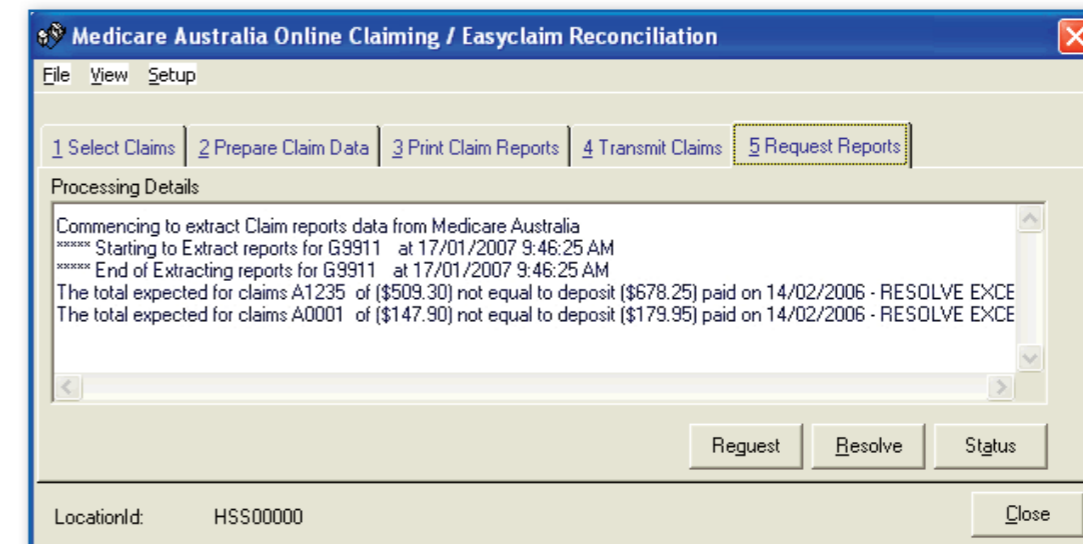 Medicare Australia Online Claiming / Easyclaim Reconciliation
File View Setup
1 Select Claims 2 Prepare Claim Data 3 Print Claim Reports 4 Transmit Claims 5 Request Reports
Processing Details
Commencing to extract Claim reports data from Medicare Australia
***** Starting to Extract reports for G9911 at 17/01/2007 9:46:25 AM
***** End of Extracting reports for G9911 at 17/01/2007 9:46:25 AM
The total expected for claims A1235 of ($509.30) not equal to deposit ($678.25) paid on 14/02/2006 - RESOLVE EXCE
The total expected for claims A0001 of ($147.90) not equal to deposit ($179.95) paid on 14/02/2006 - RESOLVE EXCE
Request Resolve Status
LocationId: HSS00000 Close